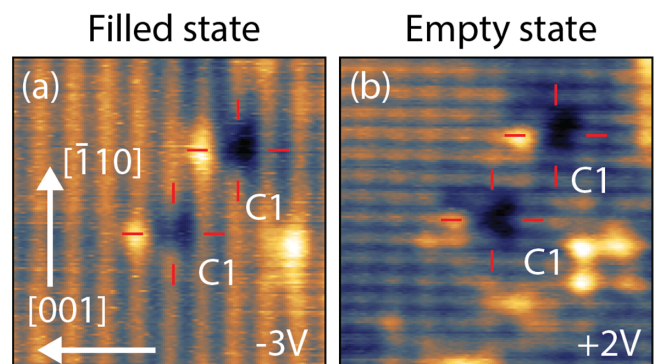 Filled state
Empty state
(a)
[1̄10]
C1
C1
[001]
-3V
(b)
C1
C1
+2V